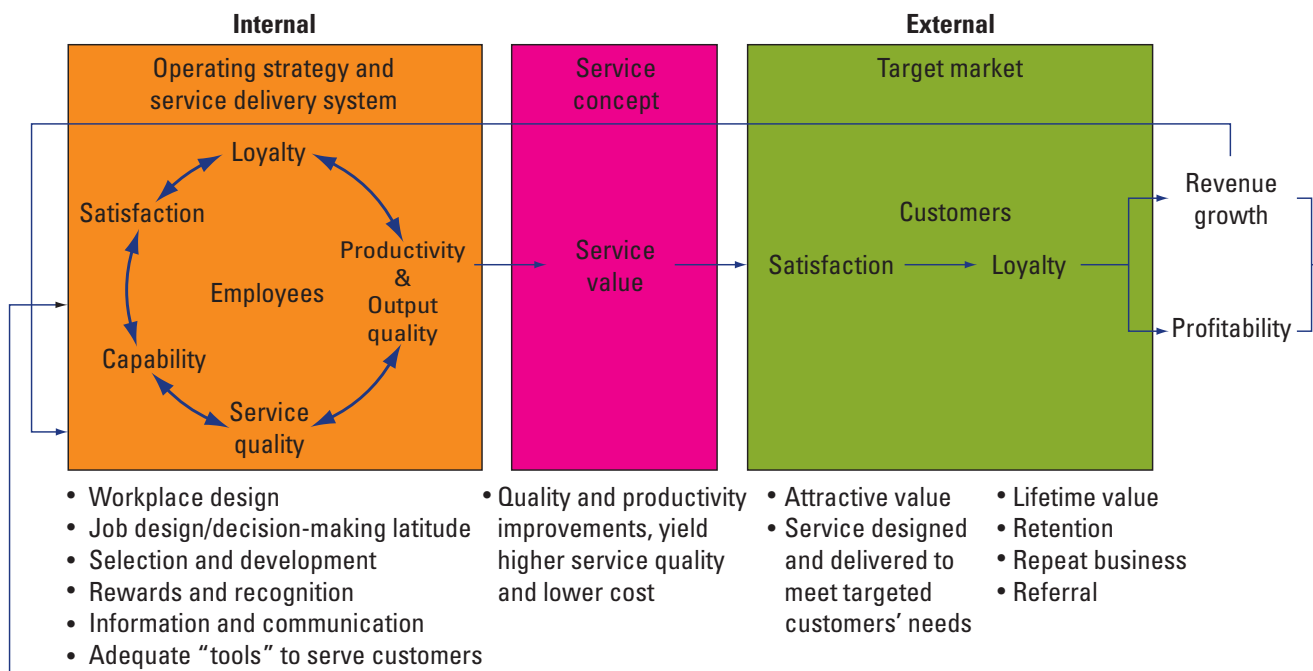 Internal
External
Operating strategy and
service delivery system
Service
concept
Target market
Loyalty
Satisfaction
Productivity
&
Output
quality
Employees
Capability
Service
quality
Service
value
Customers
Satisfaction
Loyalty
Revenue
growth
Profitability
• Workplace design
• Job design/decision-making latitude
• Selection and development
• Rewards and recognition
• Information and communication
• Adequate “tools” to serve customers
• Quality and productivity
improvements, yield
higher service quality
and lower cost
• Attractive value
• Service designed
and delivered to
meet targeted
customers’ needs
• Lifetime value
• Retention
• Repeat business
• Referral